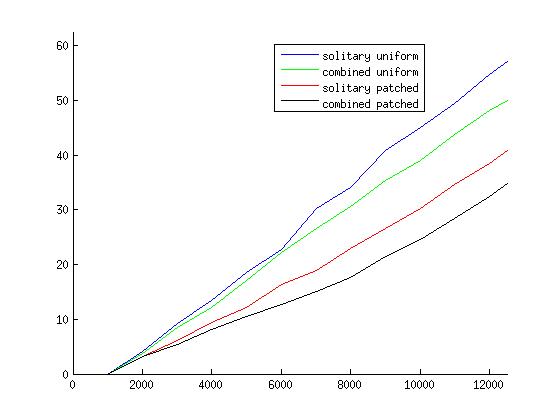 60
50
40
30
20
10
0
solitary uniform
combined uniform
solitary patched
combined patched
0 2000 4000 6000 8000 10000 12000